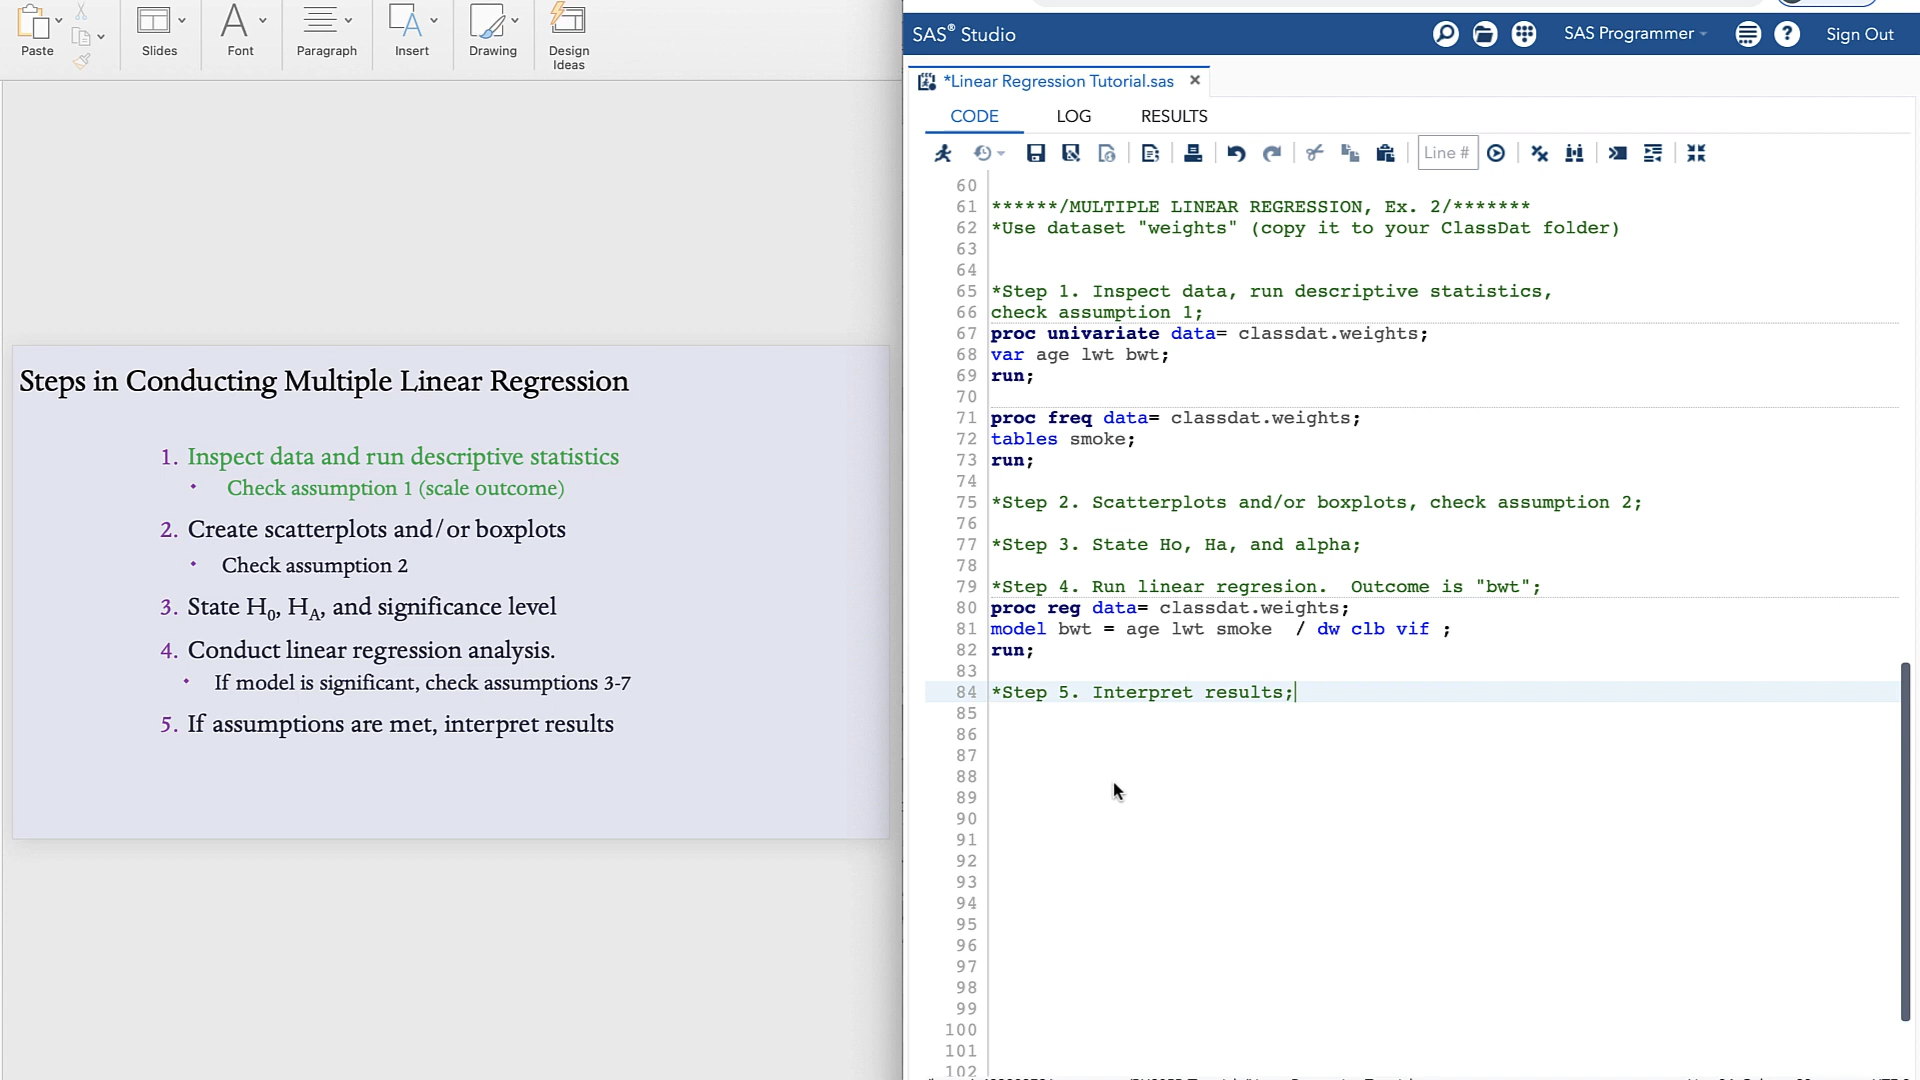 Paste
Slides
Font
Paragraph
Insert
Drawing
Design
Ideas
Steps in Conducting Multiple Linear Regression
1. Inspect data and run descriptive statistics
• Check assumption 1 (scale outcome)
2. Create scatterplots and/or boxplots
• Check assumption 2
3. State H0, HA, and significance level
4. Conduct linear regression analysis.
• If model is significant, check assumptions 3-7
5. If assumptions are met, interpret results
SAS® Studio
SAS Programmer
Sign Out
*Linear Regression Tutorial.sas
CODE LOG RESULTS
Line #
60
61 ******/MULTIPLE LINEAR REGRESSION, Ex. 2/*******
62 *Use dataset "weights" (copy it to your ClassDat folder)
63
64
65 *Step 1. Inspect data, run descriptive statistics,
66 check assumption 1;
67 proc univariate data= classdat.weights;
68 var age lwt bwt;
69 run;
70
71 proc freq data= classdat.weights;
72 tables smoke;
73 run;
74
75 *Step 2. Scatterplots and/or boxplots, check assumption 2;
76
77 *Step 3. State Ho, Ha, and alpha;
78
79 *Step 4. Run linear regresion.  Outcome is "bwt";
80 proc reg data= classdat.weights;
81 model bwt = age lwt smoke  / dw clb vif ;
82 run;
83
84 *Step 5. Interpret results;
85
86
87
88
89
90
91
92
93
94
95
96
97
98
99
100
101
102